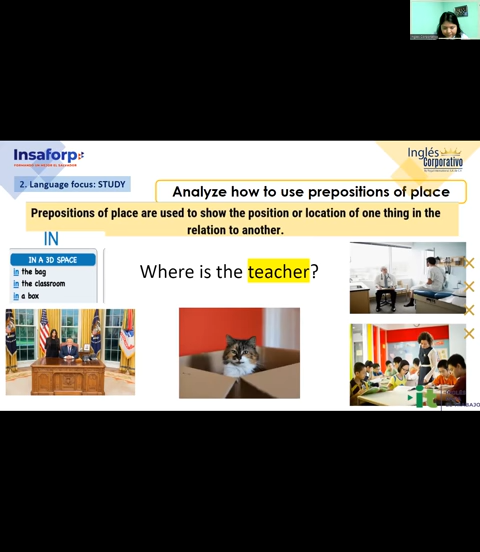 Insaforp
Inglés
Corporativo
2. Language focus: STUDY
Analyze how to use prepositions of place
Prepositions of place are used to show the position or location of one thing in the
relation to another.
IN
IN A 3D SPACE
in the bag
in the classroom
in a box
Where is the teacher?